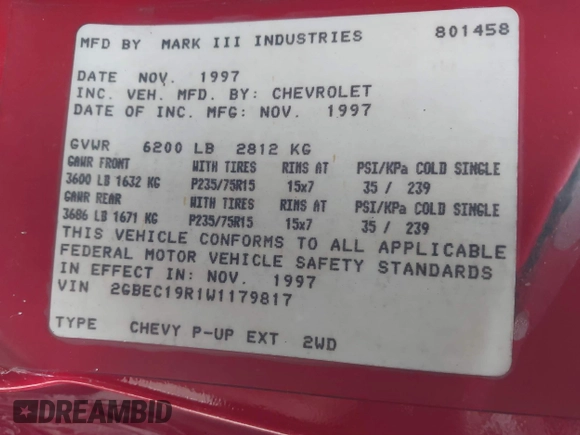 MFD BY MARK III INDUSTRIES 801458
DATE NOV. 1997
INC. VEH. MFD. BY: CHEVROLET
DATE OF INC. MFG: NOV. 1997
GVWR 6200 LB 2812 KG
GAWR FRONT WITH TIRES RIMS AT PSI/KPa COLD SINGLE
3600 LB 1632 KG P235/75R15 15x7 35 / 239
GAWR REAR WITH TIRES RIMS AT PSI/KPa COLD SINGLE
3686 LB 1671 KG P235/75R15 15x7 35 / 239
THIS VEHICLE CONFORMS TO ALL APPLICABLE
FEDERAL MOTOR VEHICLE SAFETY STANDARDS
IN EFFECT IN: NOV. 1997
VIN 2GBEC19R1W1179817
TYPE CHEVY P-UP EXT 2WD
DREAMBID